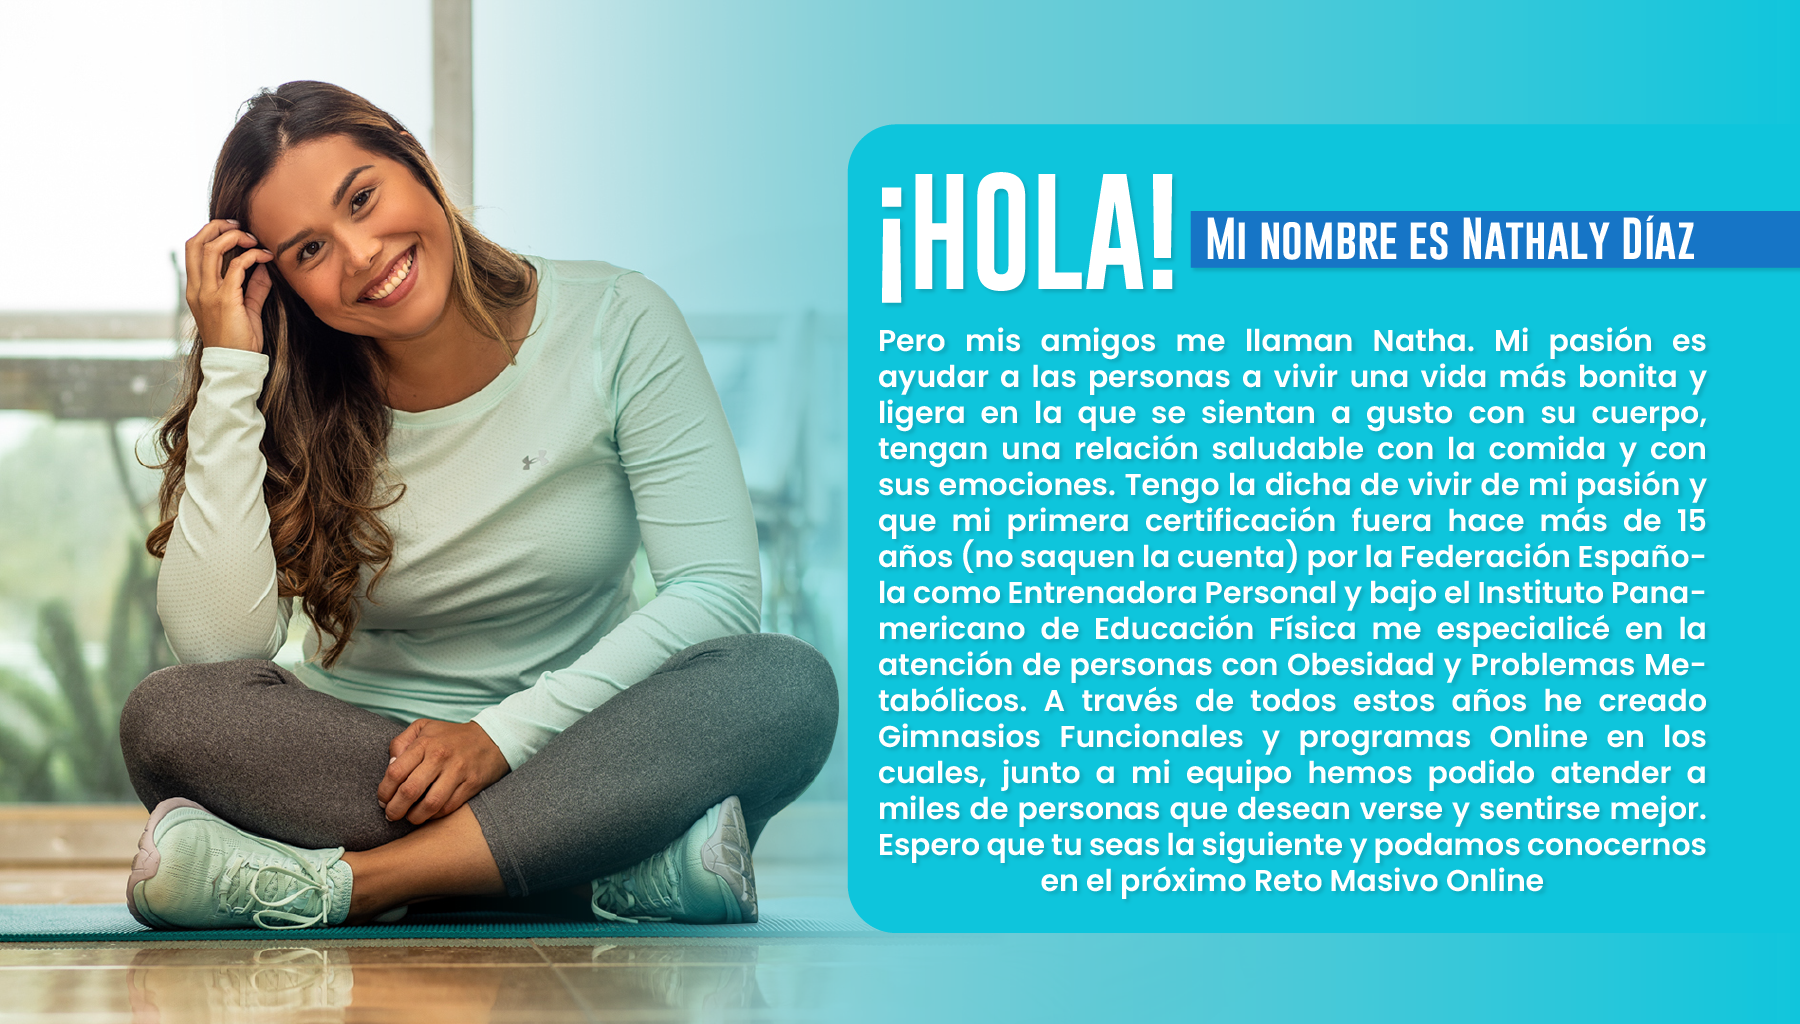 ¡HOLA!
MI NOMBRE ES NATHALY DÍAZ
Pero mis amigos me llaman Natha. Mi pasión es
ayudar a las personas a vivir una vida más bonita y
ligera en la que se sientan a gusto con su cuerpo,
tengan una relación saludable con la comida y con
sus emociones. Tengo la dicha de vivir de mi pasión y
que mi primera certificación fuera hace más de 15
años (no saquen la cuenta) por la Federación Españo-
la como Entrenadora Personal y bajo el Instituto Pana-
mericano de Educación Física me especialicé en la
atención de personas con Obesidad y Problemas Me-
tabólicos. A través de todos estos años he creado
Gimnasios Funcionales y programas Online en los
cuales, junto a mi equipo hemos podido atender a
miles de personas que desean verse y sentirse mejor.
Espero que tu seas la siguiente y podamos conocernos
en el próximo Reto Masivo Online